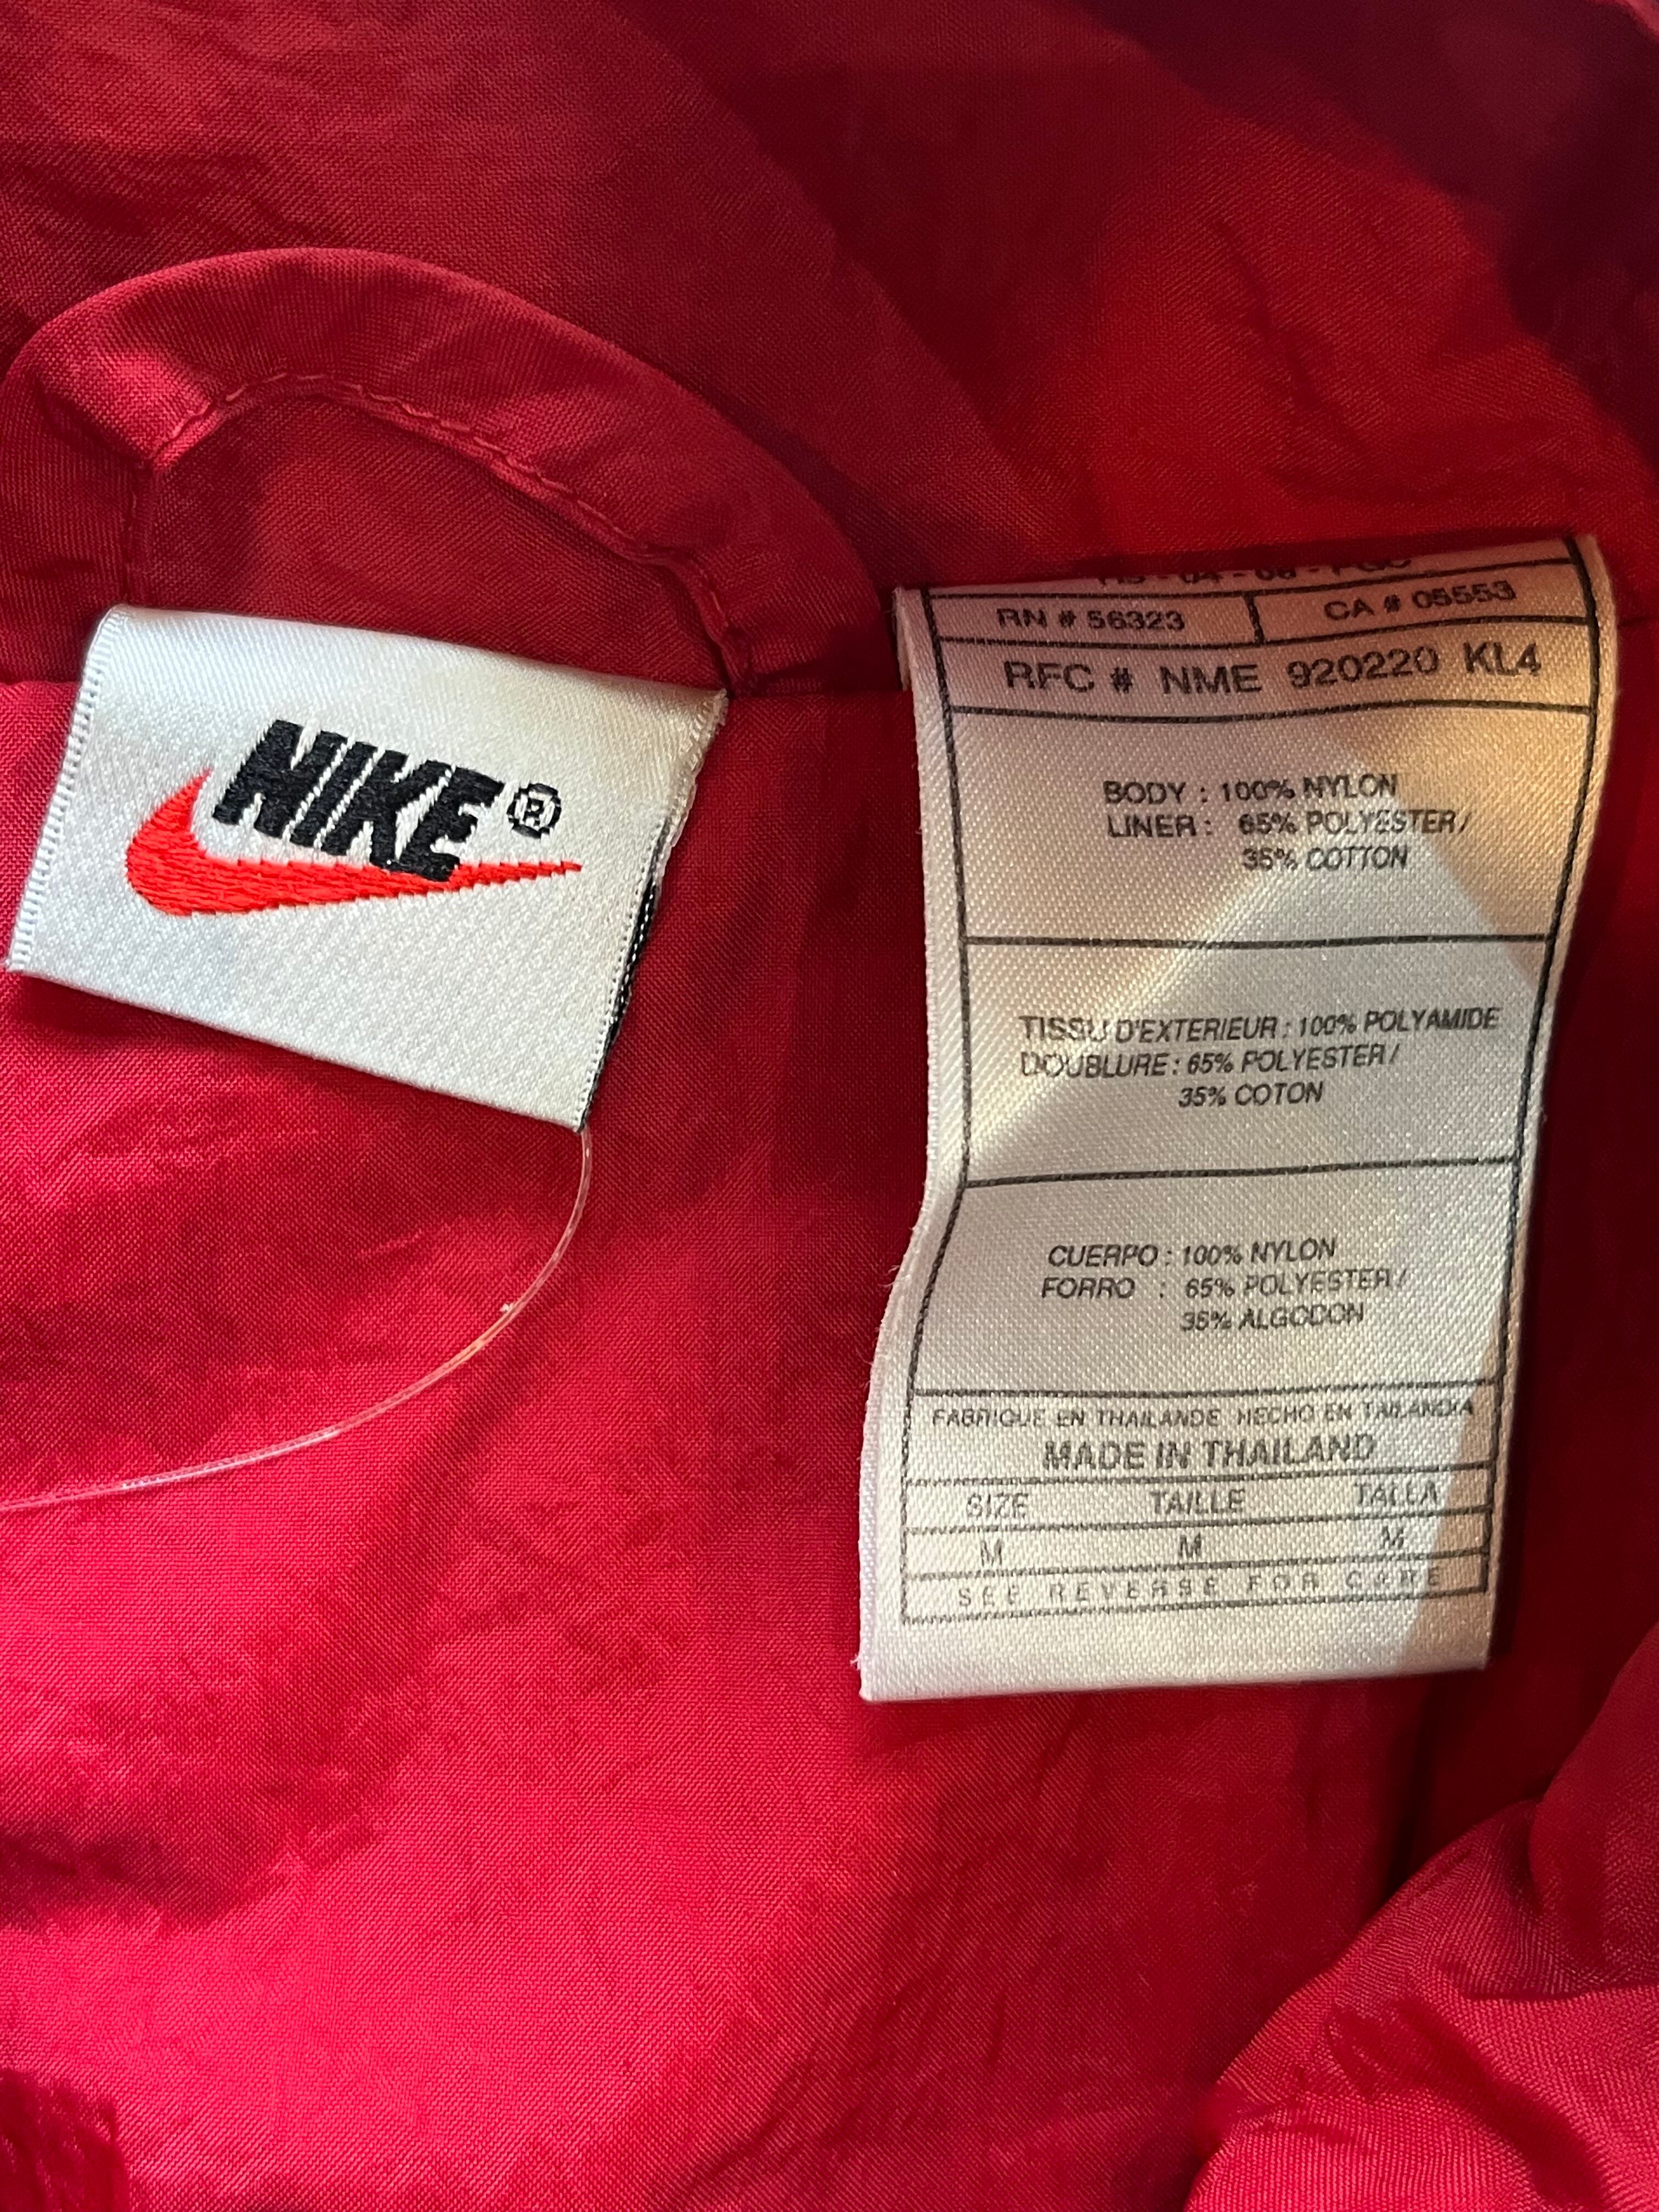 NIKE®
RN # 56323 CA # 05553
RFC # NME 920220 KL4
BODY : 100% NYLON
LINER : 65% POLYESTER/
35% COTTON
TISSU D'EXTERIEUR : 100% POLYAMIDE
DOUBLURE : 65% POLYESTER/
35% COTON
CUERPO : 100% NYLON
FORRO : 65% POLYESTER/
35% ALGODON
FABRIQUE EN THAILANDE HECHO EN TAILANDIA
MADE IN THAILAND
SIZE TAILLE TALLA
M M M
SEE REVERSE FOR CARE